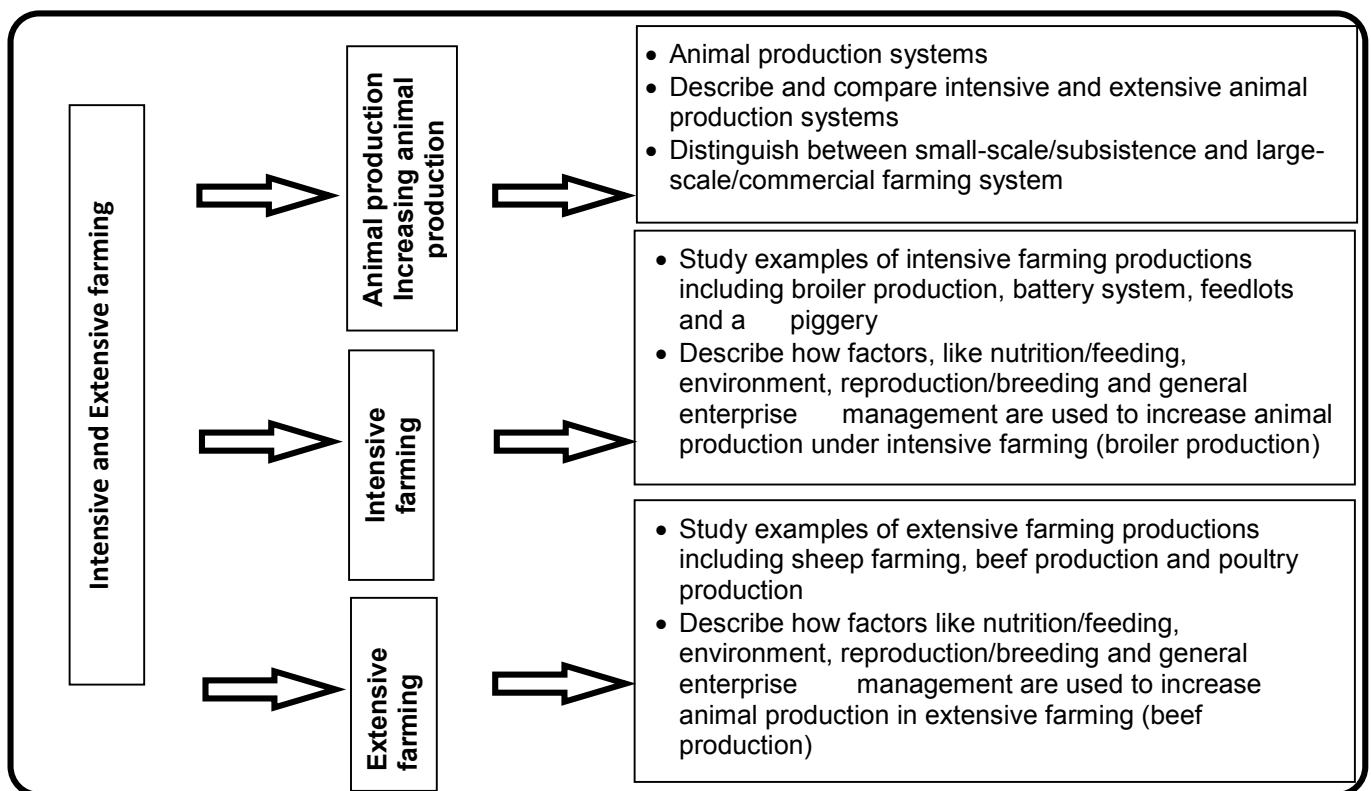 Intensive and Extensive farming
Animal production
Increasing animal
production
• Animal production systems
• Describe and compare intensive and extensive animal
production systems
• Distinguish between small-scale/subsistence and large-
scale/commercial farming system
Intensive
farming
• Study examples of intensive farming productions
including broiler production, battery system, feedlots
and a piggery
• Describe how factors, like nutrition/feeding,
environment, reproduction/breeding and general
enterprise management are used to increase animal
production under intensive farming (broiler production)
Extensive
farming
• Study examples of extensive farming productions
including sheep farming, beef production and poultry
production
• Describe how factors like nutrition/feeding,
environment, reproduction/breeding and general
enterprise management are used to increase
animal production in extensive farming (beef
production)